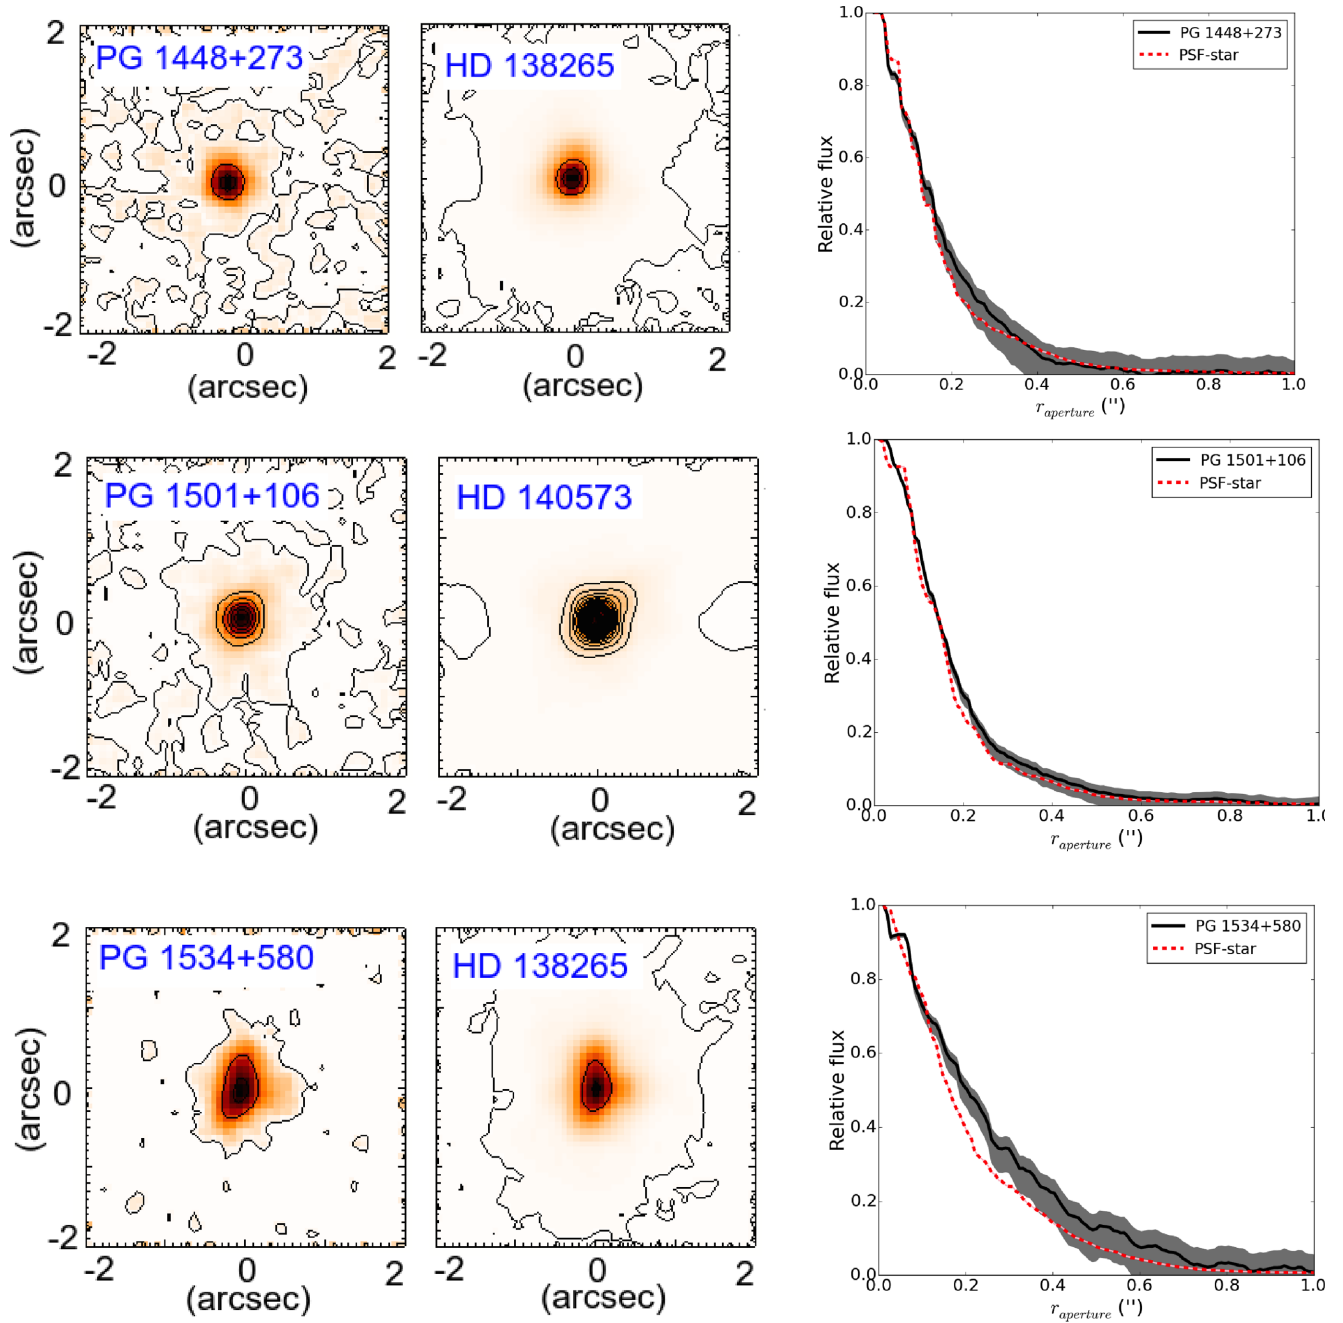 2
0
-2
(arcsec)
PG 1448+273
-2 0 2
(arcsec)
HD 138265
-2 0 2
(arcsec)
1.0
0.8
0.6
0.4
0.2
0.0
Relative flux
PG 1448+273
PSF-star
0.0 0.2 0.4 0.6 0.8 1.0
r_aperture ('')
2
0
-2
(arcsec)
PG 1501+106
-2 0 2
(arcsec)
HD 140573
-2 0 2
(arcsec)
1.0
0.8
0.6
0.4
0.2
0.0
Relative flux
PG 1501+106
PSF-star
0.0 0.2 0.4 0.6 0.8 1.0
r_aperture ('')
2
0
-2
(arcsec)
PG 1534+580
-2 0 2
(arcsec)
HD 138265
-2 0 2
(arcsec)
1.0
0.8
0.6
0.4
0.2
0.0
Relative flux
PG 1534+580
PSF-star
0.0 0.2 0.4 0.6 0.8 1.0
r_aperture ('')